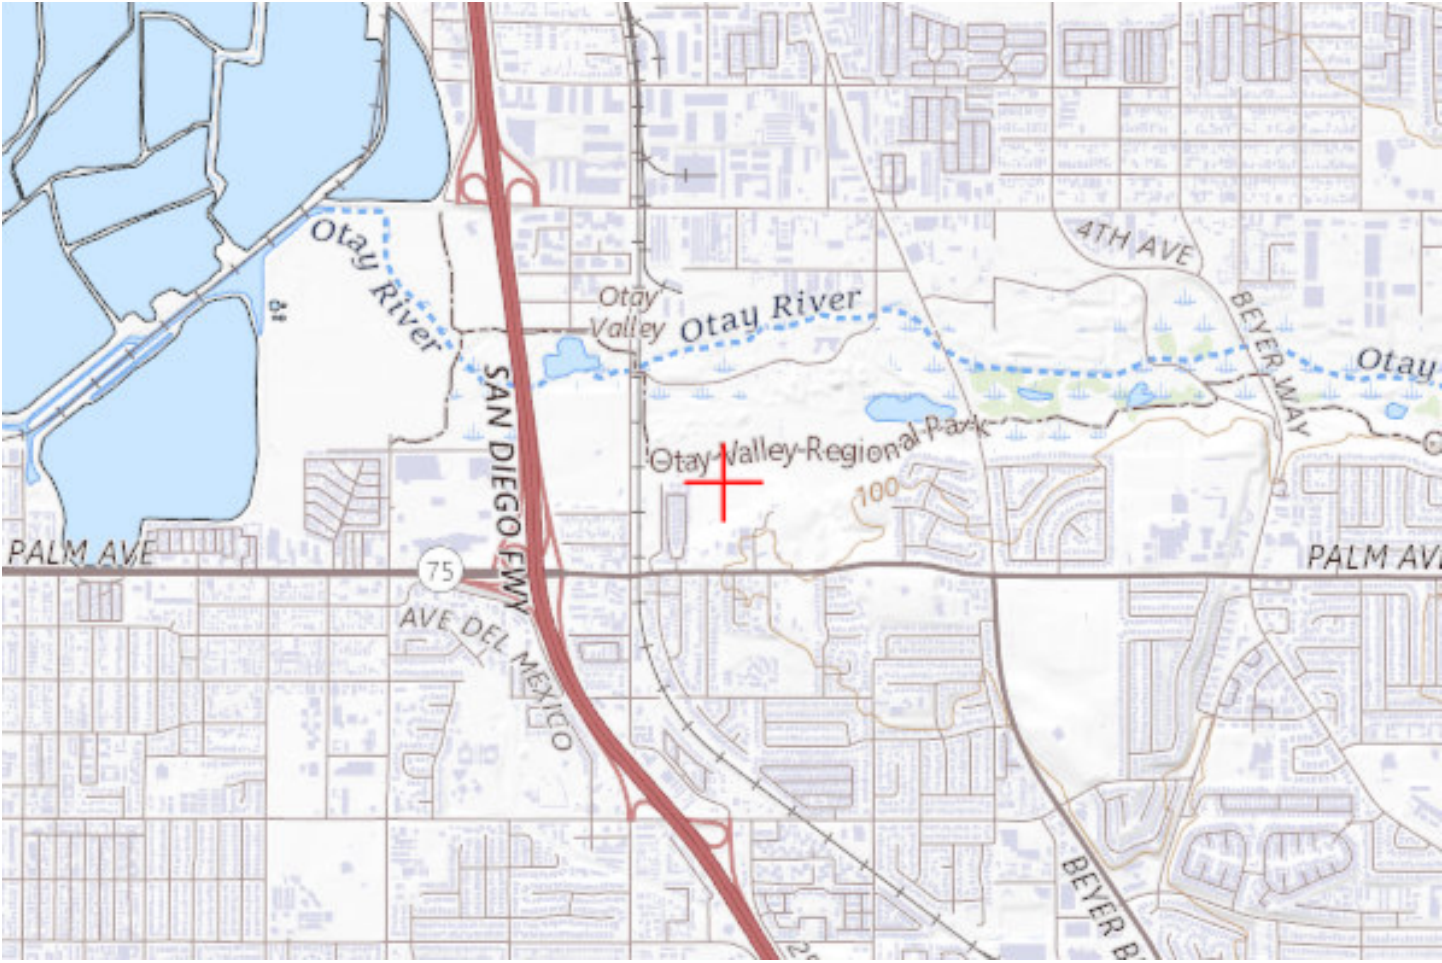 Otay River
4TH AVE
Otay
Valley
Otay River
BEYER WAY
Otay
SAN DIEGO FWY
Otay Valley Regional Park
100
PALM AVE
75
PALM AVE
AVE DEL MEXICO
BEYER B